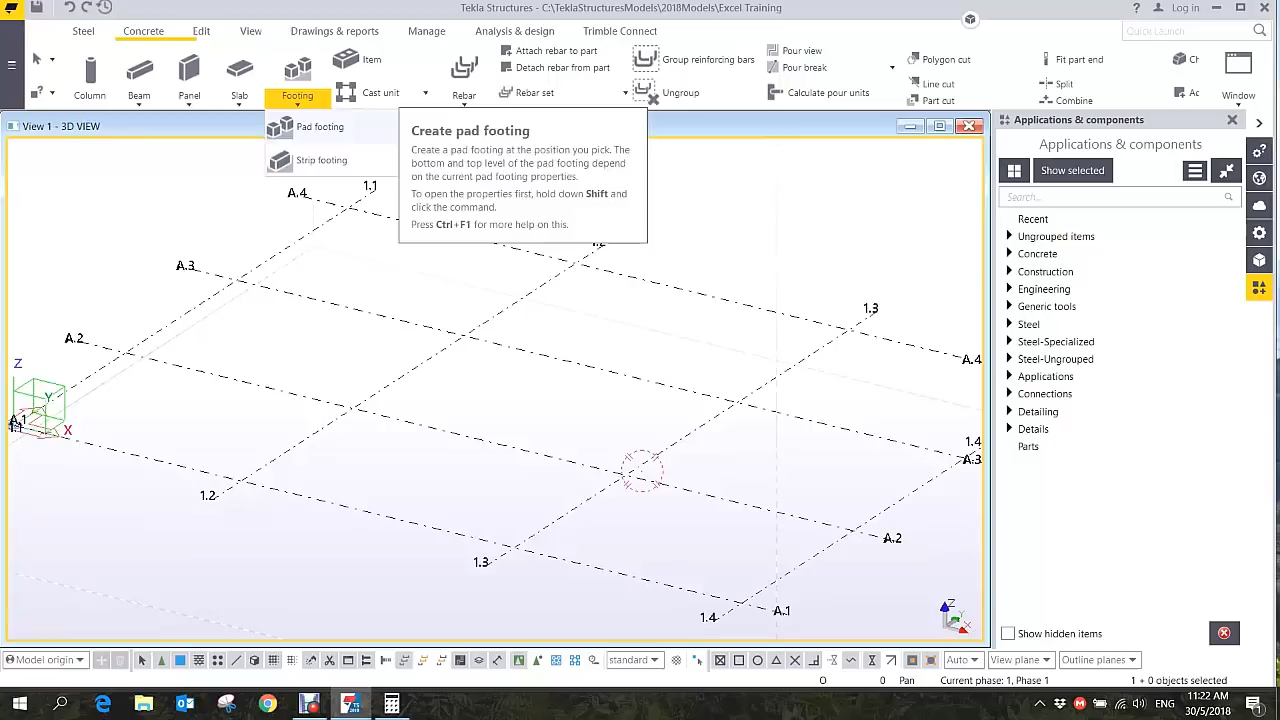 Tekla Structures - C:\TeklaStructuresModels\2018Models\Excel Training
? Log in
Steel Concrete Edit View Drawings & reports Manage Analysis & design Trimble Connect
Quick Launch
Column Beam Panel Slab Footing Item Cast unit Rebar
Attach rebar to part
Detach rebar from part
Rebar set
Group reinforcing bars
Ungroup
Pour view
Pour break
Calculate pour units
Polygon cut
Line cut
Part cut
Fit part end
Split
Combine
Ch
Ac
Window
View 1 - 3D VIEW
Pad footing
Strip footing
Create pad footing
Create a pad footing at the position you pick. The
bottom and top level of the pad footing depend
on the current pad footing properties.
To open the properties first, hold down Shift and
click the command.
Press Ctrl+F1 for more help on this.
1.1
A.4
A.3
1.3
A.2
A.4
Z
Y
X
A.1
1.1
1.4
A.3
1.2
A.2
1.3
A.1
1.4
Z
Y
X
Applications & components
Applications & components
Show selected
Search...
Recent
Ungrouped items
Concrete
Construction
Engineering
Generic tools
Steel
Steel-Specialized
Steel-Ungrouped
Applications
Connections
Detailing
Details
Parts
Show hidden items
Model origin
standard
Auto
View plane
Outline planes
O 0 Pan Current phase: 1, Phase 1 1 + 0 objects selected
ENG
11:22 AM
30/5/2018